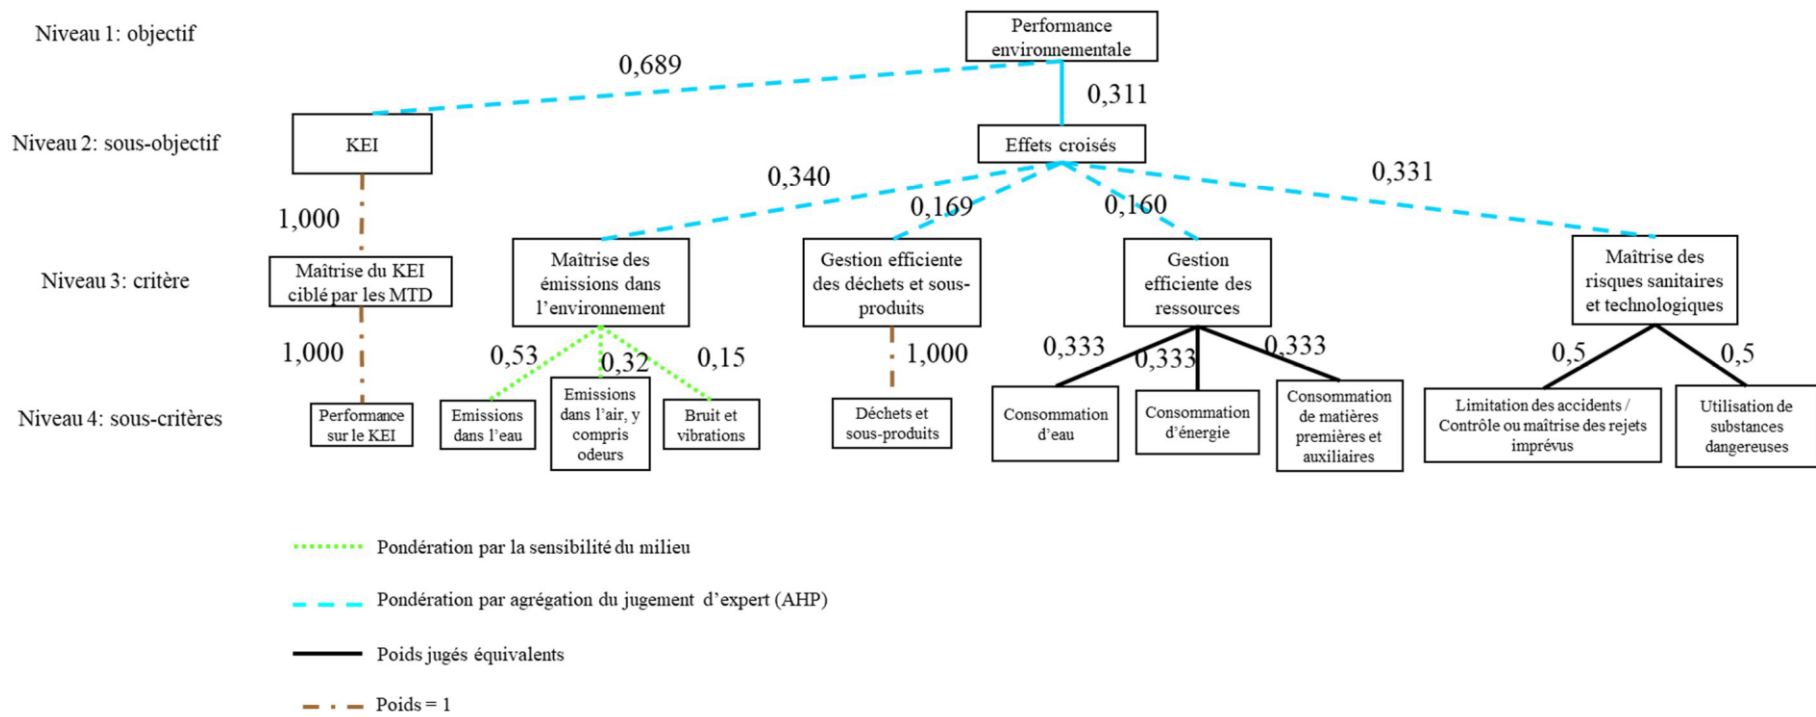 Niveau 1: objectif
Performance
environnementale
0,689
0,311
Niveau 2: sous-objectif
KEI
Effets croisés
0,340
0,169
0,160
0,331
1,000
Niveau 3: critère
Maîtrise du KEI
ciblé par les MTD
Maîtrise des
émissions dans
l’environnement
Gestion efficiente
des déchets et sous-
produits
Gestion
efficiente des
ressources
Maîtrise des
risques sanitaires
et technologiques
1,000
0,53
0,32
0,15
1,000
0,333
0,333
0,333
0,5
0,5
Niveau 4: sous-critères
Performance
sur le KEI
Emissions
dans l’eau
Emissions
dans l’air, y
compris
odeurs
Bruit et
vibrations
Déchets et
sous-produits
Consommation
d’eau
Consommation
d’énergie
Consommation
de matières
premières et
auxiliaires
Limitation des accidents /
Contrôle ou maîtrise des rejets
imprévus
Utilisation de
substances
dangereuses
Pondération par la sensibilité du milieu
Pondération par agrégation du jugement d’expert (AHP)
Poids jugés équivalents
Poids = 1